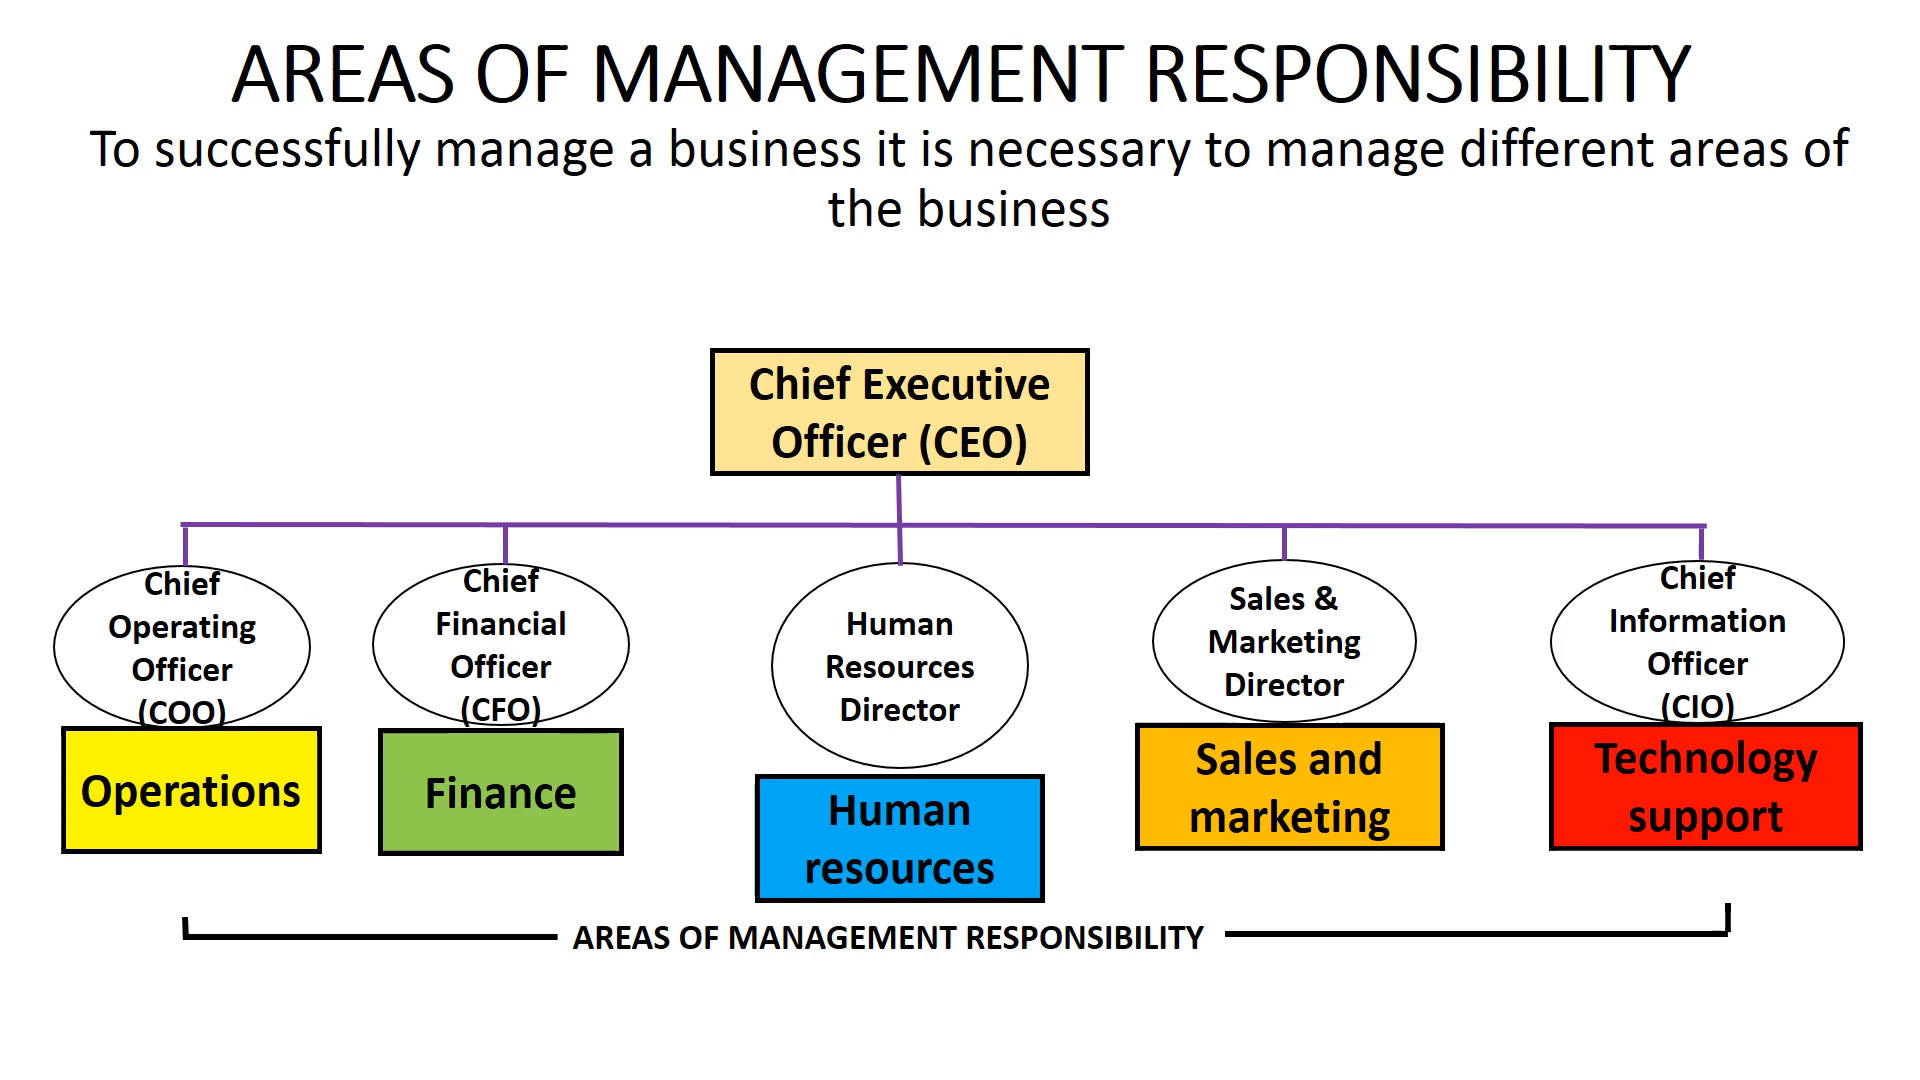 AREAS OF MANAGEMENT RESPONSIBILITY
To successfully manage a business it is necessary to manage different areas of
the business
Chief Executive
Officer (CEO)
Chief
Operating
Officer
(COO)
Operations
Chief
Financial
Officer
(CFO)
Finance
Human
Resources
Director
Human
resources
Sales &
Marketing
Director
Sales and
marketing
Chief
Information
Officer
(CIO)
Technology
support
AREAS OF MANAGEMENT RESPONSIBILITY